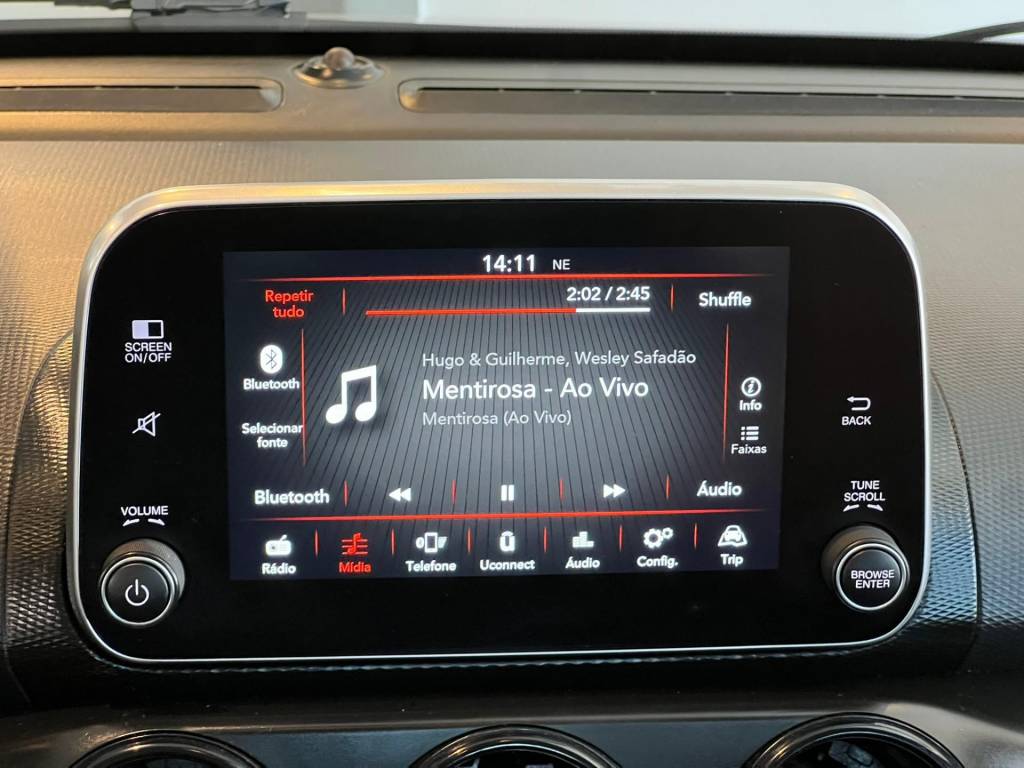 14:11 NE
Repetir
tudo
2:02 / 2:45
Shuffle
SCREEN
ON/OFF
Bluetooth
Hugo & Guilherme, Wesley Safadão
Mentirosa - Ao Vivo
Mentirosa (Ao Vivo)
Info
Selecionar
fonte
Faixas
BACK
VOLUME
Bluetooth
Áudio
TUNE
SCROLL
Rádio
Mídia
Telefone
Uconnect
Áudio
Config.
Trip
BROWSE
ENTER